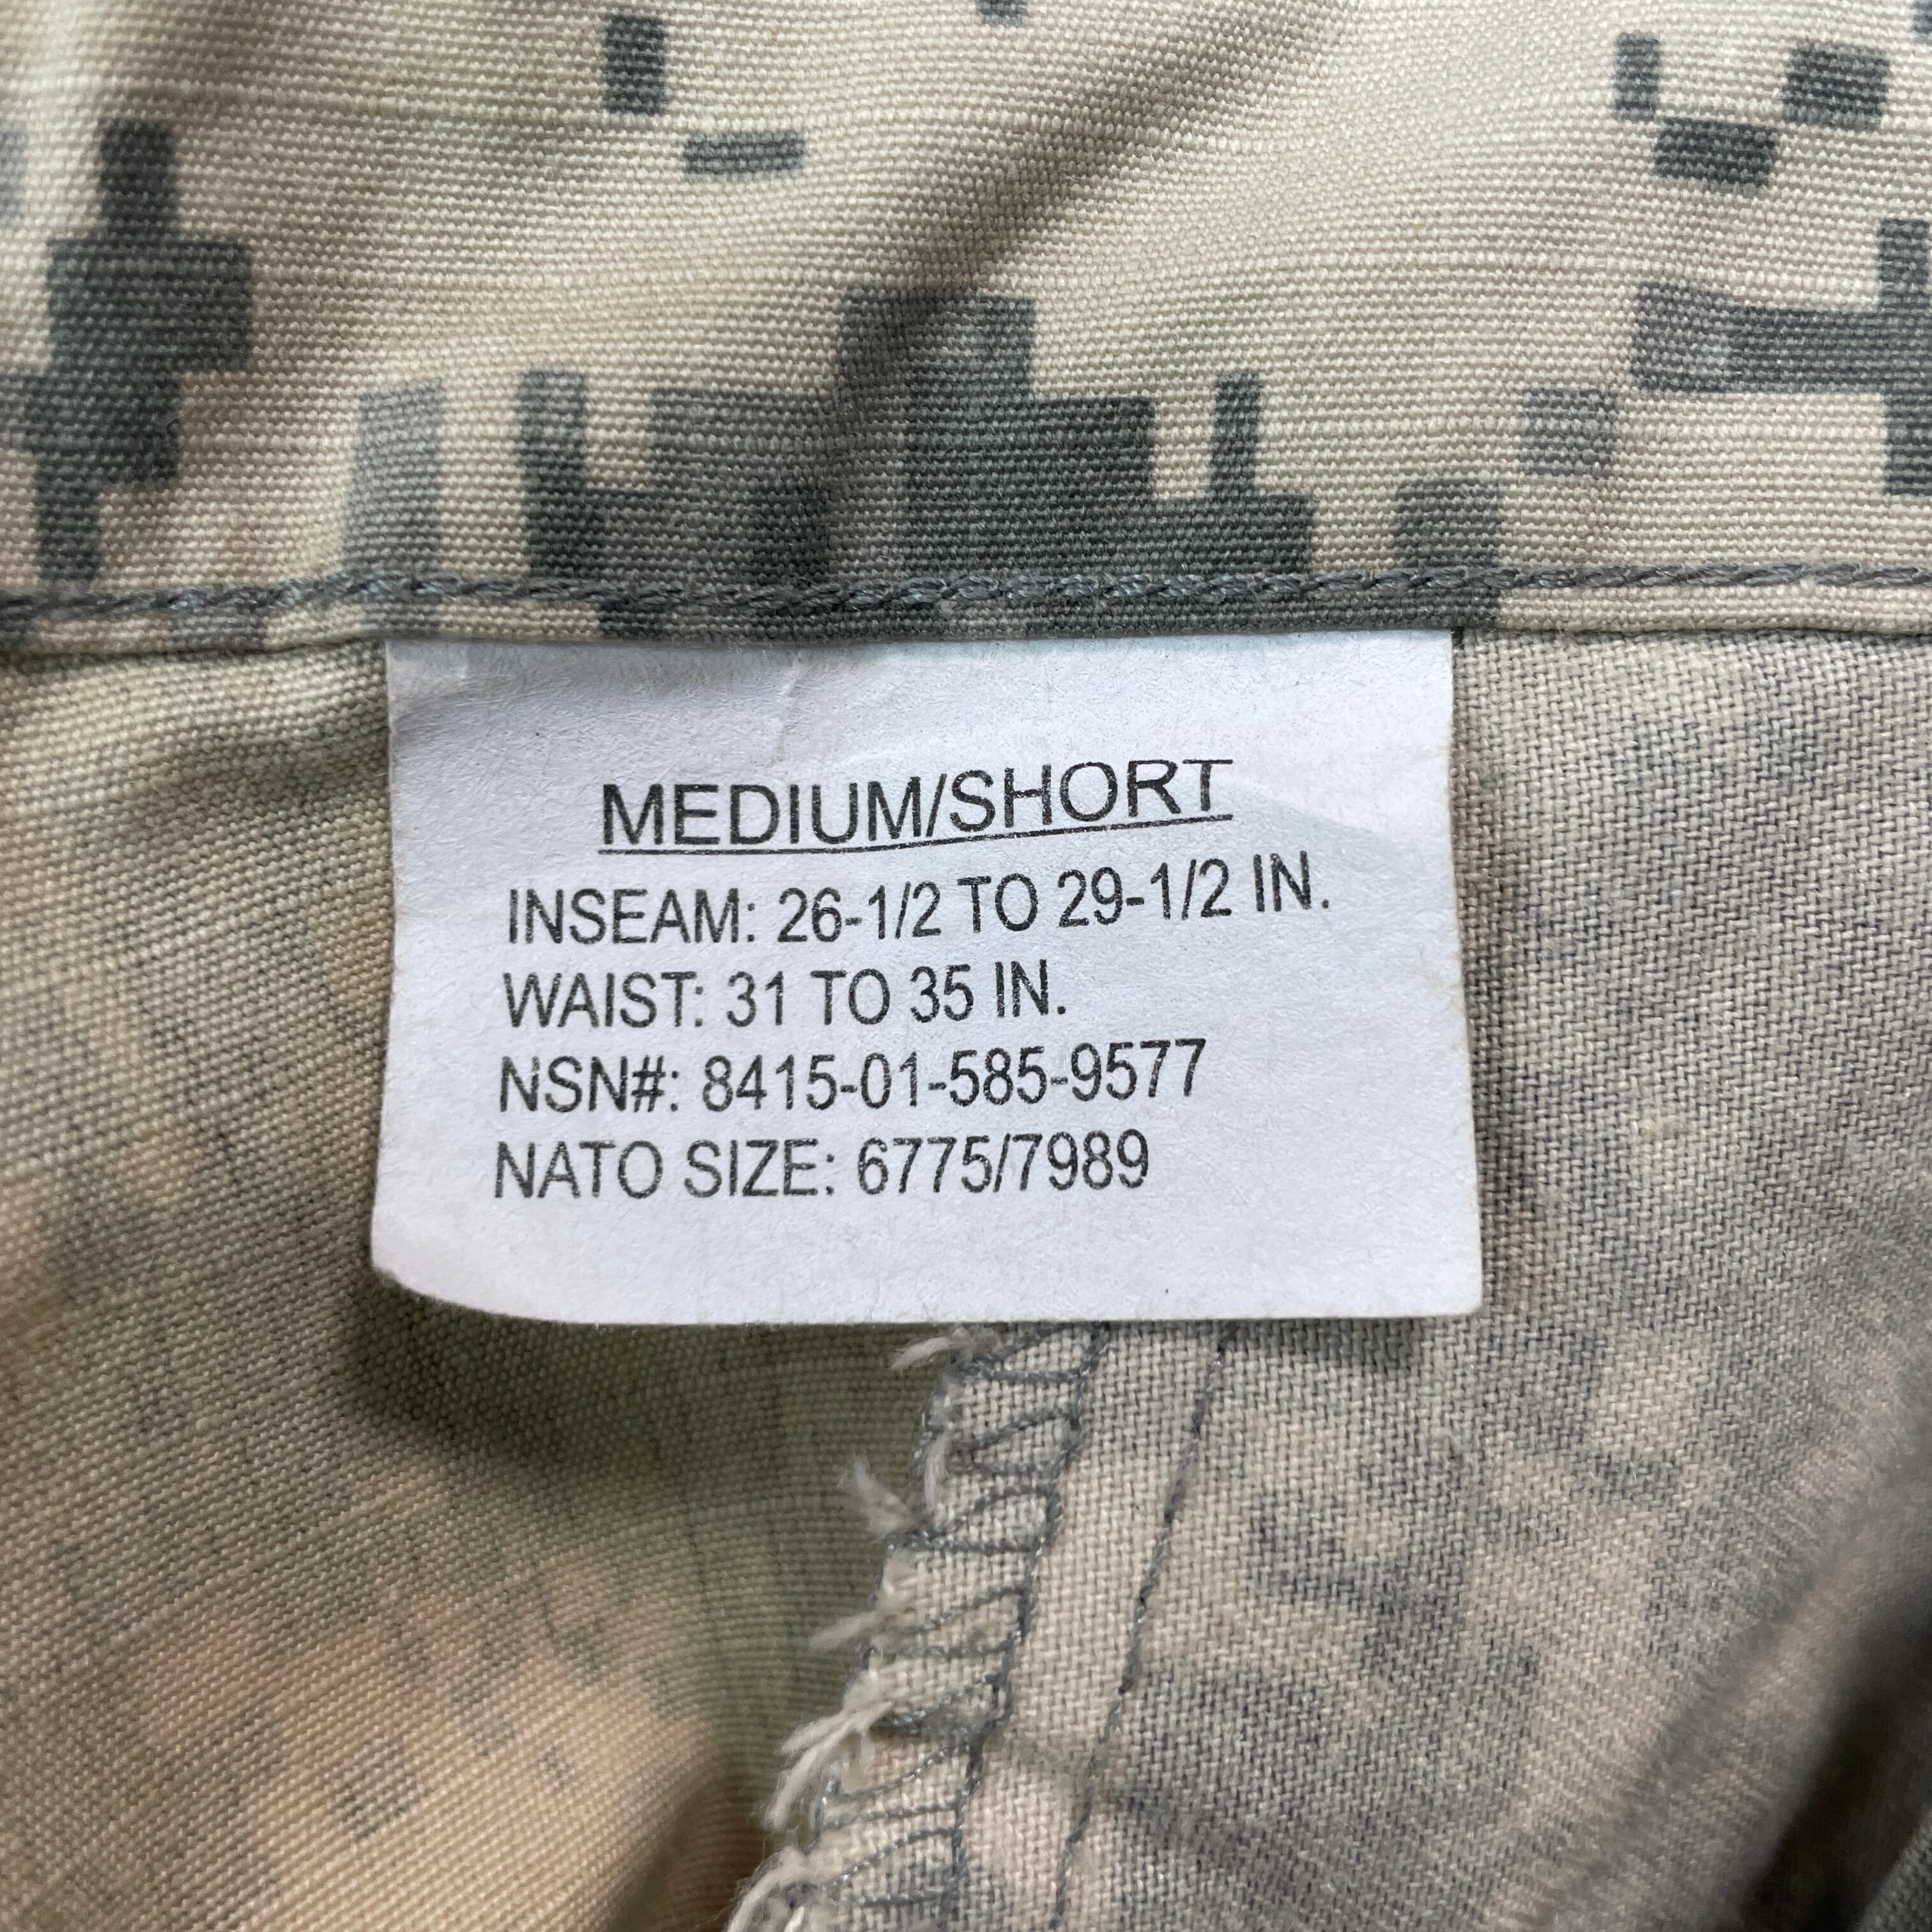 MEDIUM/SHORT
INSEAM: 26-1/2 TO 29-1/2 IN.
WAIST: 31 TO 35 IN.
NSN#: 8415-01-585-9577
NATO SIZE: 6775/7989